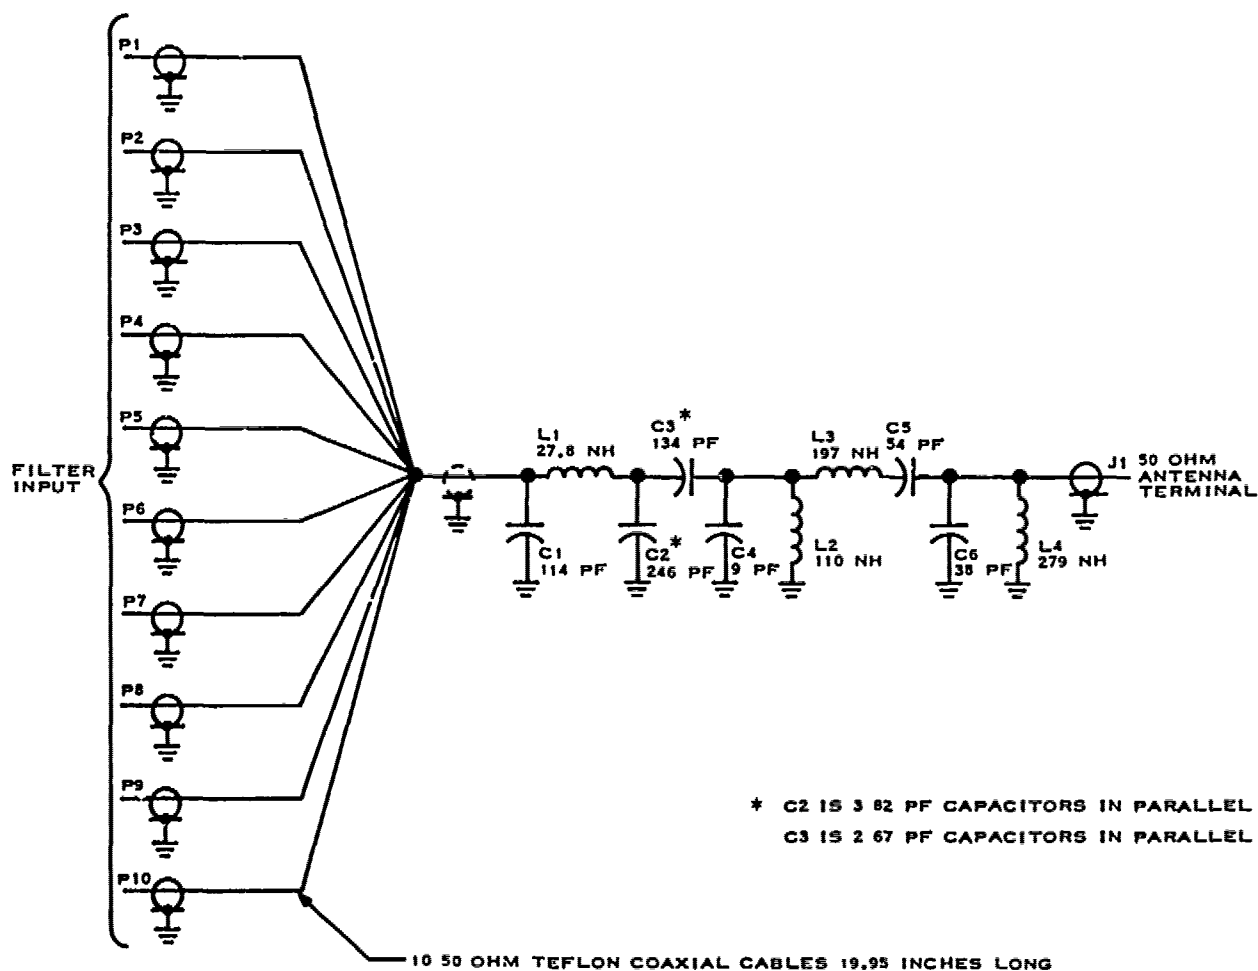 P1
P2
P3
P4
P5
P6
P7
P8
P9
P10
FILTER
INPUT
L1
27.8 NH
C3*
134 PF
L3
197 NH
C5
54 PF
J1
50 OHM
ANTENNA
TERMINAL
C1
114 PF
C2*
246 PF
C4
9 PF
L2
110 NH
C6
38 PF
L4
279 NH
* C2 IS 3 82 PF CAPACITORS IN PARALLEL
C3 IS 2 67 PF CAPACITORS IN PARALLEL
10 50 OHM TEFLON COAXIAL CABLES 19.95 INCHES LONG